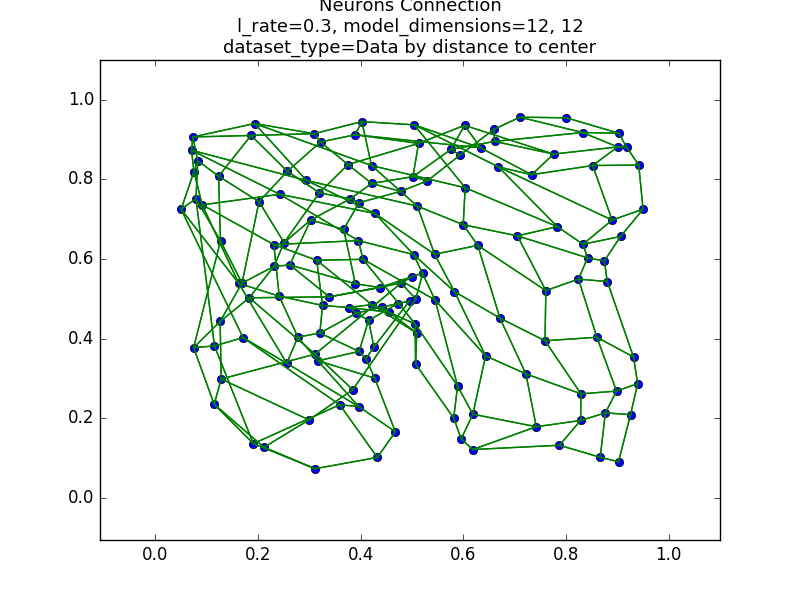 Neurons Connection
l_rate=0.3, model_dimensions=12, 12
dataset_type=Data by distance to center
1.0
0.8
0.6
0.4
0.2
0.0
0.0 0.2 0.4 0.6 0.8 1.0